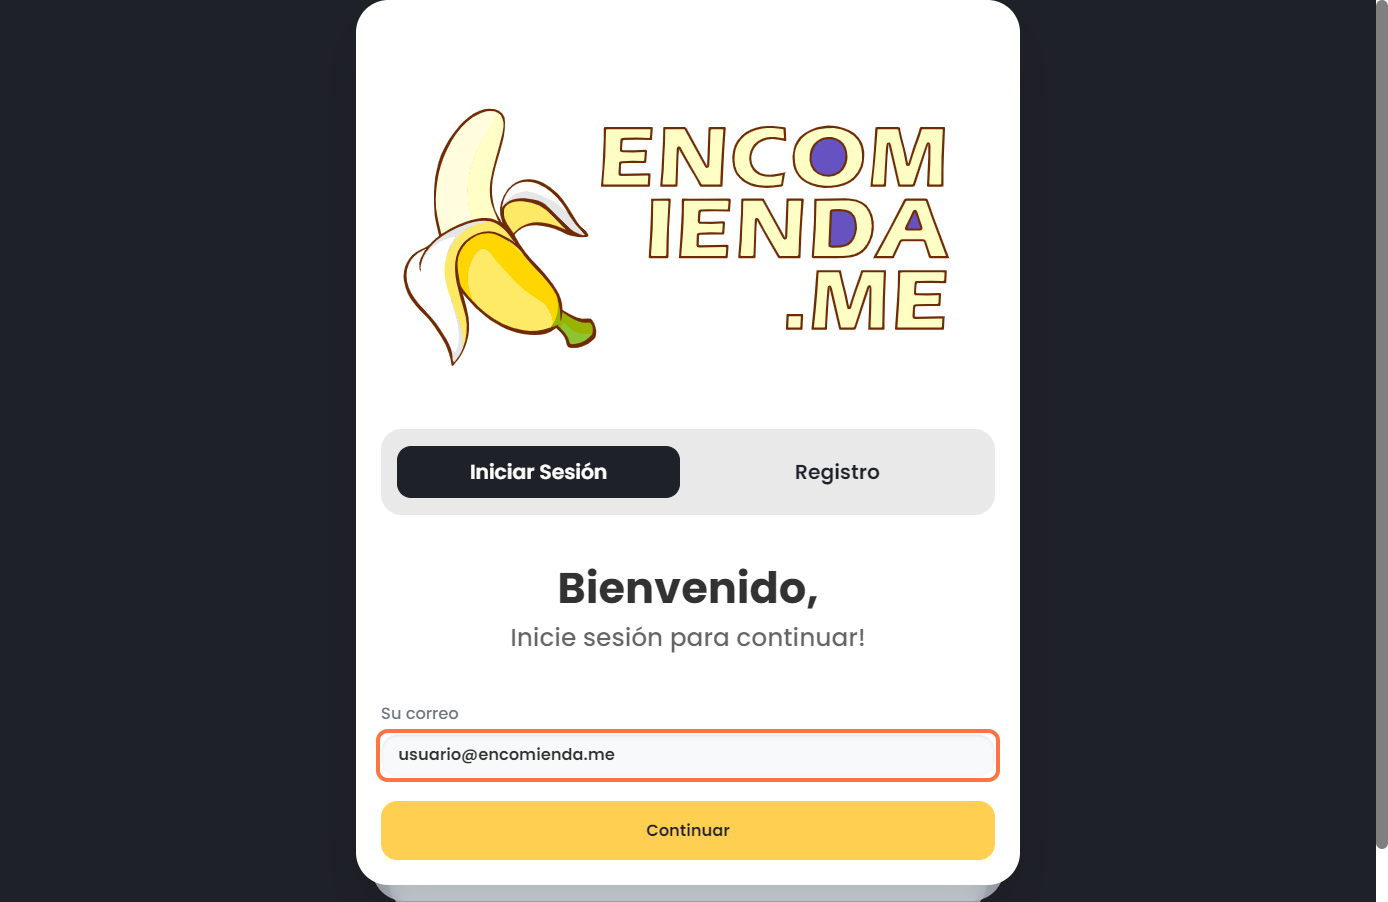 ENCOM
IENDA
.ME
Iniciar Sesión
Registro
Bienvenido,
Inicie sesión para continuar!
Su correo
usuario@encomienda.me
Continuar